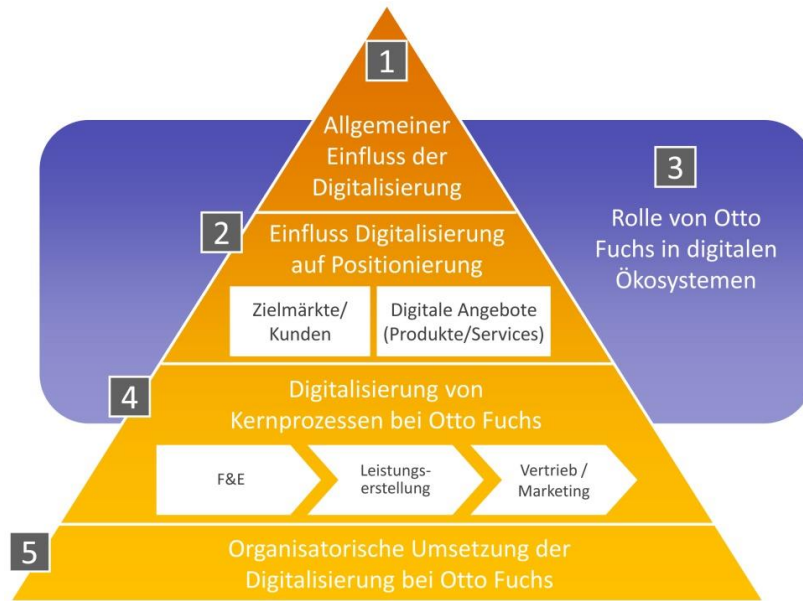 1
Allgemeiner
Einfluss der
Digitalisierung
2
Einfluss Digitalisierung
auf Positionierung
Zielmärkte/
Kunden
Digitale Angebote
(Produkte/Services)
3
Rolle von Otto
Fuchs in digitalen
Ökosystemen
4
Digitalisierung von
Kernprozessen bei Otto Fuchs
F&E
Leistungs-
erstellung
Vertrieb /
Marketing
5
Organisatorische Umsetzung der
Digitalisierung bei Otto Fuchs